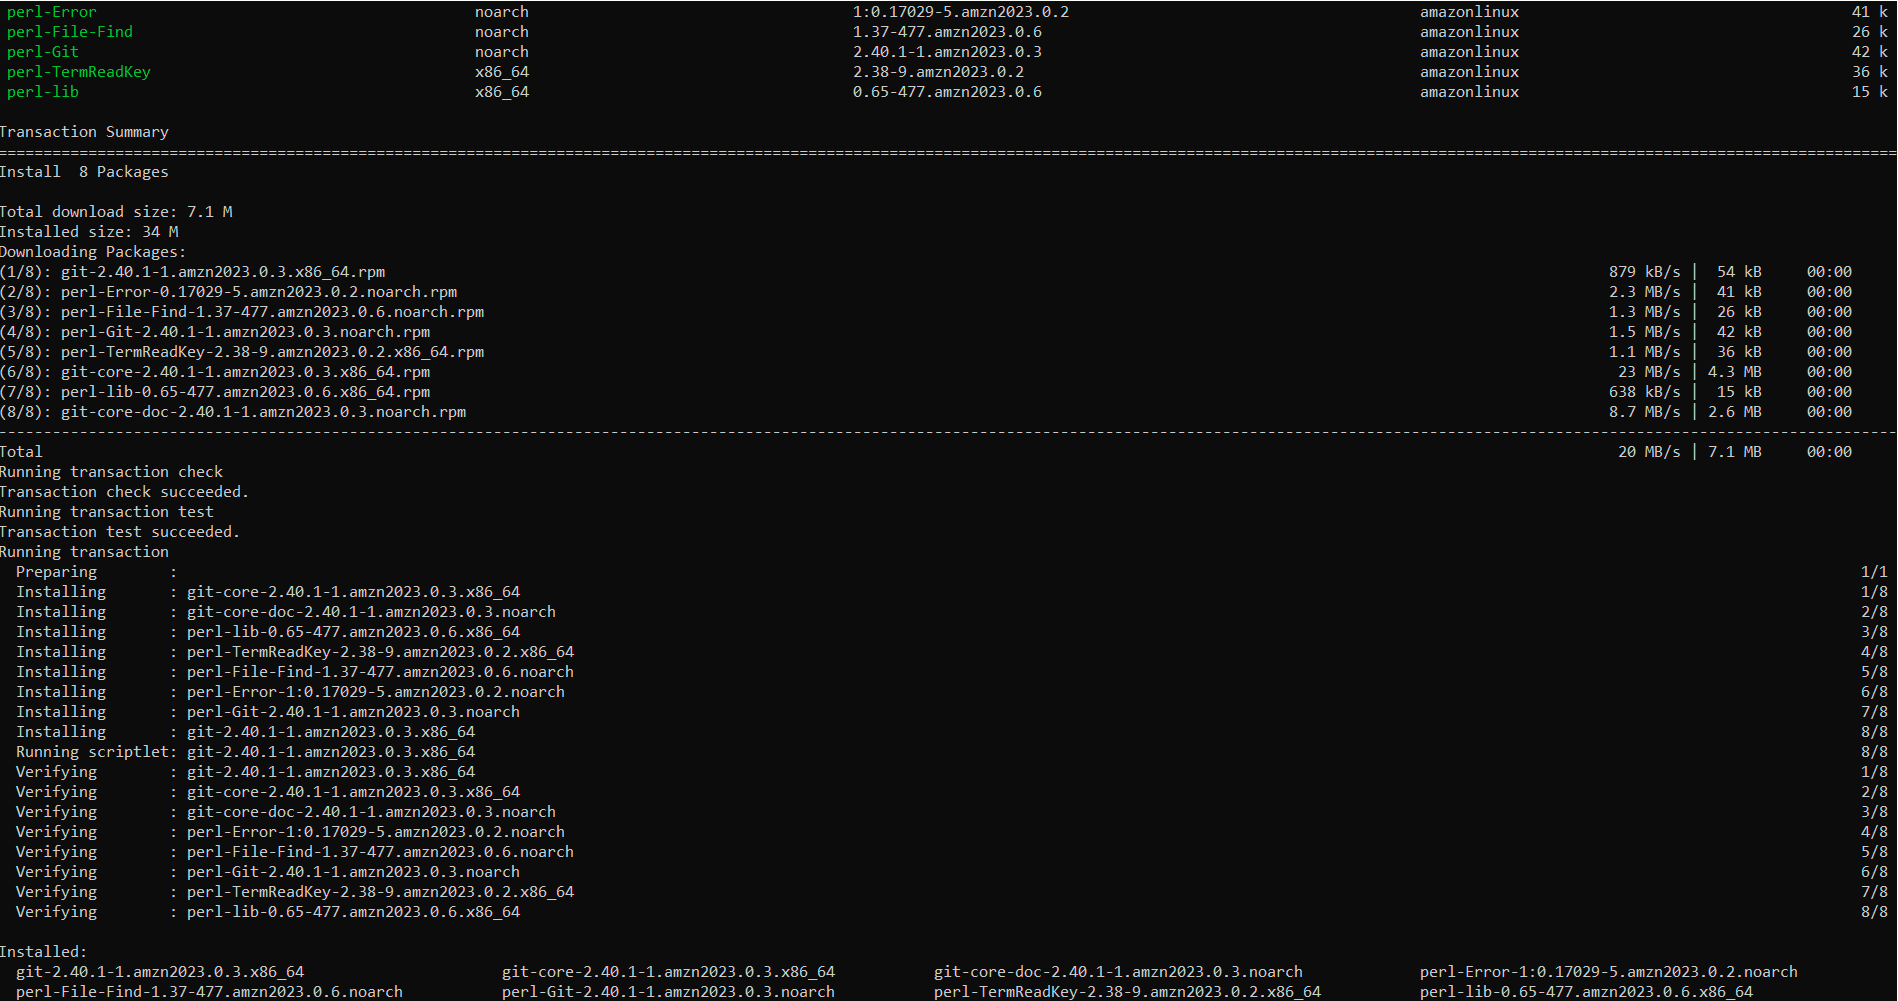 perl-Error noarch 1:0.17029-5.amzn2023.0.2 amazonlinux 41 k
perl-File-Find noarch 1.37-477.amzn2023.0.6 amazonlinux 26 k
perl-Git noarch 2.40.1-1.amzn2023.0.3 amazonlinux 42 k
perl-TermReadKey x86_64 2.38-9.amzn2023.0.2 amazonlinux 36 k
perl-lib x86_64 0.65-477.amzn2023.0.6 amazonlinux 15 k
Transaction Summary
================================================================================
Install  8 Packages
Total download size: 7.1 M
Installed size: 34 M
Downloading Packages:
(1/8): git-2.40.1-1.amzn2023.0.3.x86_64.rpm 879 kB/s |  54 kB 00:00
(2/8): perl-Error-0.17029-5.amzn2023.0.2.noarch.rpm 2.3 MB/s |  41 kB 00:00
(3/8): perl-File-Find-1.37-477.amzn2023.0.6.noarch.rpm 1.3 MB/s |  26 kB 00:00
(4/8): perl-Git-2.40.1-1.amzn2023.0.3.noarch.rpm 1.5 MB/s |  42 kB 00:00
(5/8): perl-TermReadKey-2.38-9.amzn2023.0.2.x86_64.rpm 1.1 MB/s |  36 kB 00:00
(6/8): git-core-2.40.1-1.amzn2023.0.3.x86_64.rpm 23 MB/s | 4.3 MB 00:00
(7/8): perl-lib-0.65-477.amzn2023.0.6.x86_64.rpm 638 kB/s |  15 kB 00:00
(8/8): git-core-doc-2.40.1-1.amzn2023.0.3.noarch.rpm 8.7 MB/s | 2.6 MB 00:00
--------------------------------------------------------------------------------
Total 20 MB/s | 7.1 MB 00:00
Running transaction check
Transaction check succeeded.
Running transaction test
Transaction test succeeded.
Running transaction
Preparing        : 1/1
Installing       : git-core-2.40.1-1.amzn2023.0.3.x86_64 1/8
Installing       : git-core-doc-2.40.1-1.amzn2023.0.3.noarch 2/8
Installing       : perl-lib-0.65-477.amzn2023.0.6.x86_64 3/8
Installing       : perl-TermReadKey-2.38-9.amzn2023.0.2.x86_64 4/8
Installing       : perl-File-Find-1.37-477.amzn2023.0.6.noarch 5/8
Installing       : perl-Error-1:0.17029-5.amzn2023.0.2.noarch 6/8
Installing       : perl-Git-2.40.1-1.amzn2023.0.3.noarch 7/8
Installing       : git-2.40.1-1.amzn2023.0.3.x86_64 8/8
Running scriptlet: git-2.40.1-1.amzn2023.0.3.x86_64 8/8
Verifying        : git-2.40.1-1.amzn2023.0.3.x86_64 1/8
Verifying        : git-core-2.40.1-1.amzn2023.0.3.x86_64 2/8
Verifying        : git-core-doc-2.40.1-1.amzn2023.0.3.noarch 3/8
Verifying        : perl-Error-1:0.17029-5.amzn2023.0.2.noarch 4/8
Verifying        : perl-File-Find-1.37-477.amzn2023.0.6.noarch 5/8
Verifying        : perl-Git-2.40.1-1.amzn2023.0.3.noarch 6/8
Verifying        : perl-TermReadKey-2.38-9.amzn2023.0.2.x86_64 7/8
Verifying        : perl-lib-0.65-477.amzn2023.0.6.x86_64 8/8
Installed:
git-2.40.1-1.amzn2023.0.3.x86_64 git-core-2.40.1-1.amzn2023.0.3.x86_64 git-core-doc-2.40.1-1.amzn2023.0.3.noarch perl-Error-1:0.17029-5.amzn2023.0.2.noarch
perl-File-Find-1.37-477.amzn2023.0.6.noarch perl-Git-2.40.1-1.amzn2023.0.3.noarch perl-TermReadKey-2.38-9.amzn2023.0.2.x86_64 perl-lib-0.65-477.amzn2023.0.6.x86_64